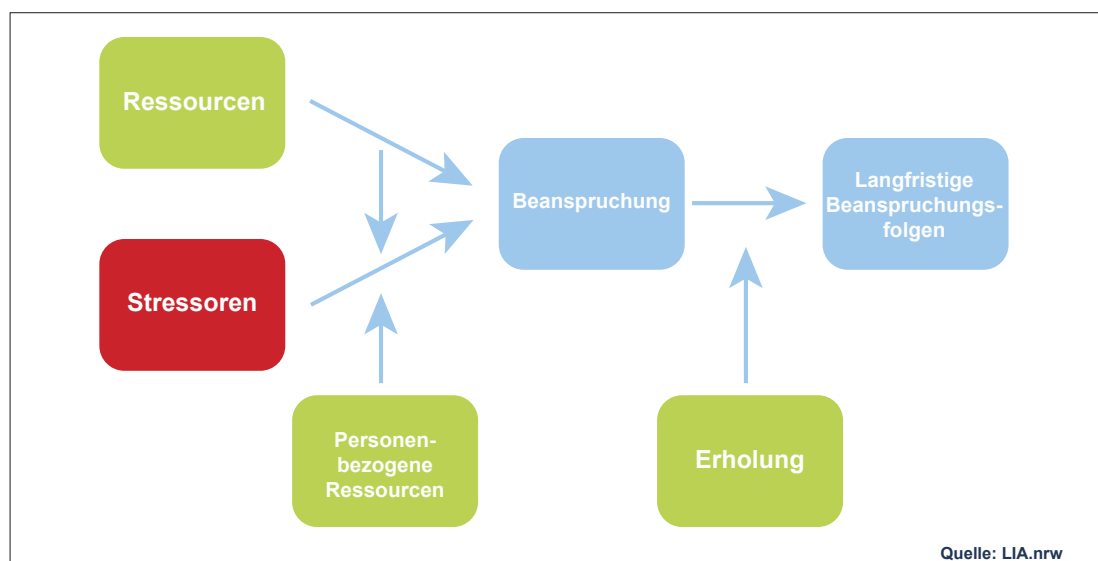 Ressourcen
Stressoren
Personen-
bezogene
Ressourcen
Beanspruchung
Erholung
Langfristige
Beanspruchungs-
folgen
Quelle: LIA.nrw